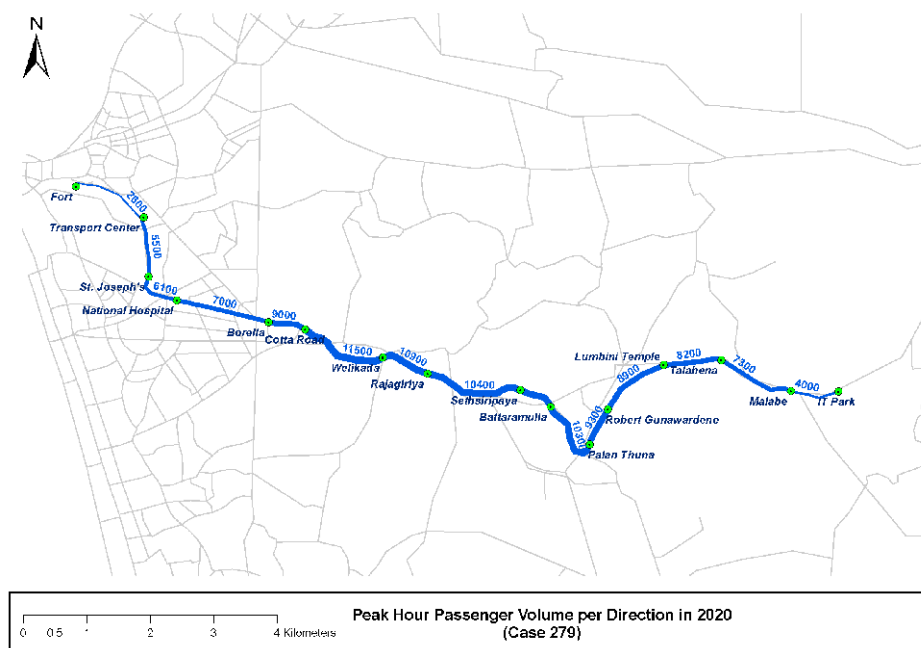 N
Fort
2800
Transport Center
5500
St. Joseph's
6100
National Hospital
7000
9000
Borella
Cotta Road
11500
Welikada
10900
Rajagiriya
10400
Sethsiripaya
Battaramulla
10300
Palan Thuna
9300
Robert Gunawardene
8900
Lumbini Temple
8200
Talahena
7300
Malabe
4000
IT Park
0 0.5 1 2 3 4 Kilometers
Peak Hour Passenger Volume per Direction in 2020
(Case 279)